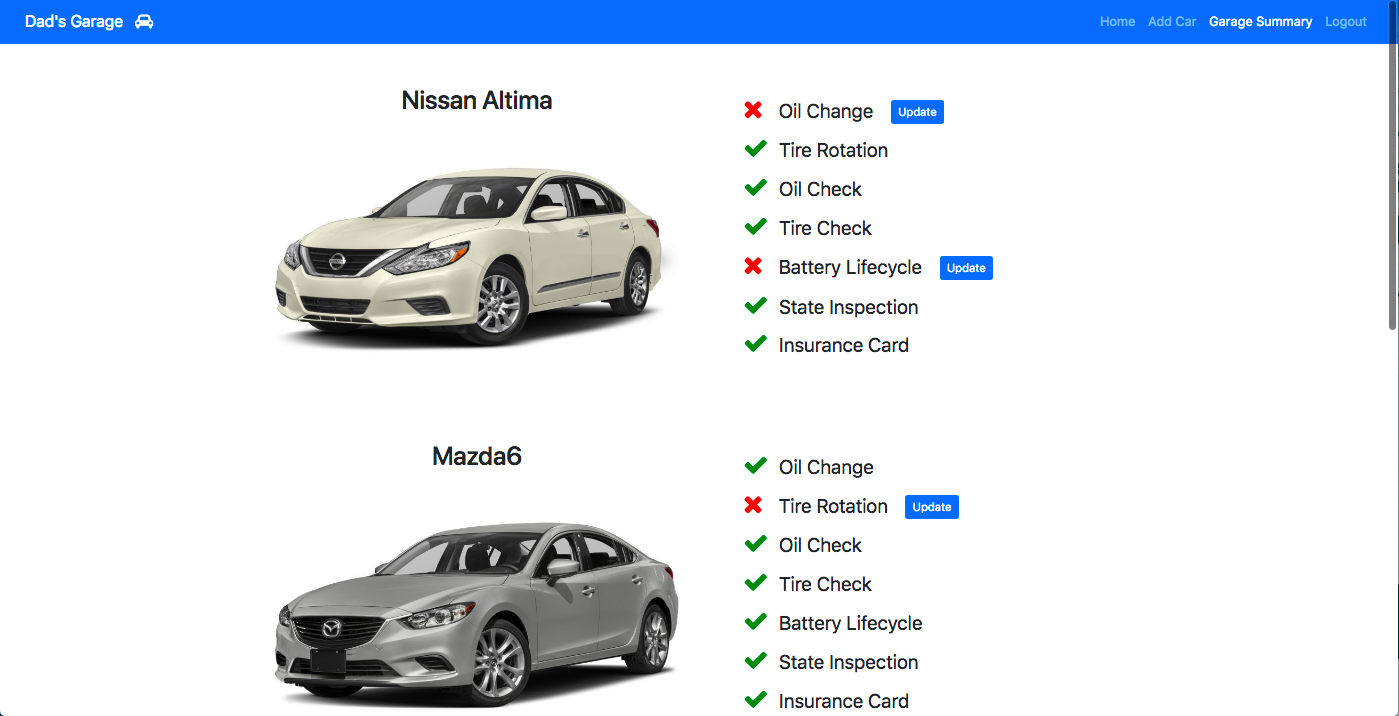 Dad's Garage
Home Add Car Garage Summary Logout
Nissan Altima
Oil Change Update
Tire Rotation
Oil Check
Tire Check
Battery Lifecycle Update
State Inspection
Insurance Card
Mazda6
Oil Change
Tire Rotation Update
Oil Check
Tire Check
Battery Lifecycle
State Inspection
Insurance Card